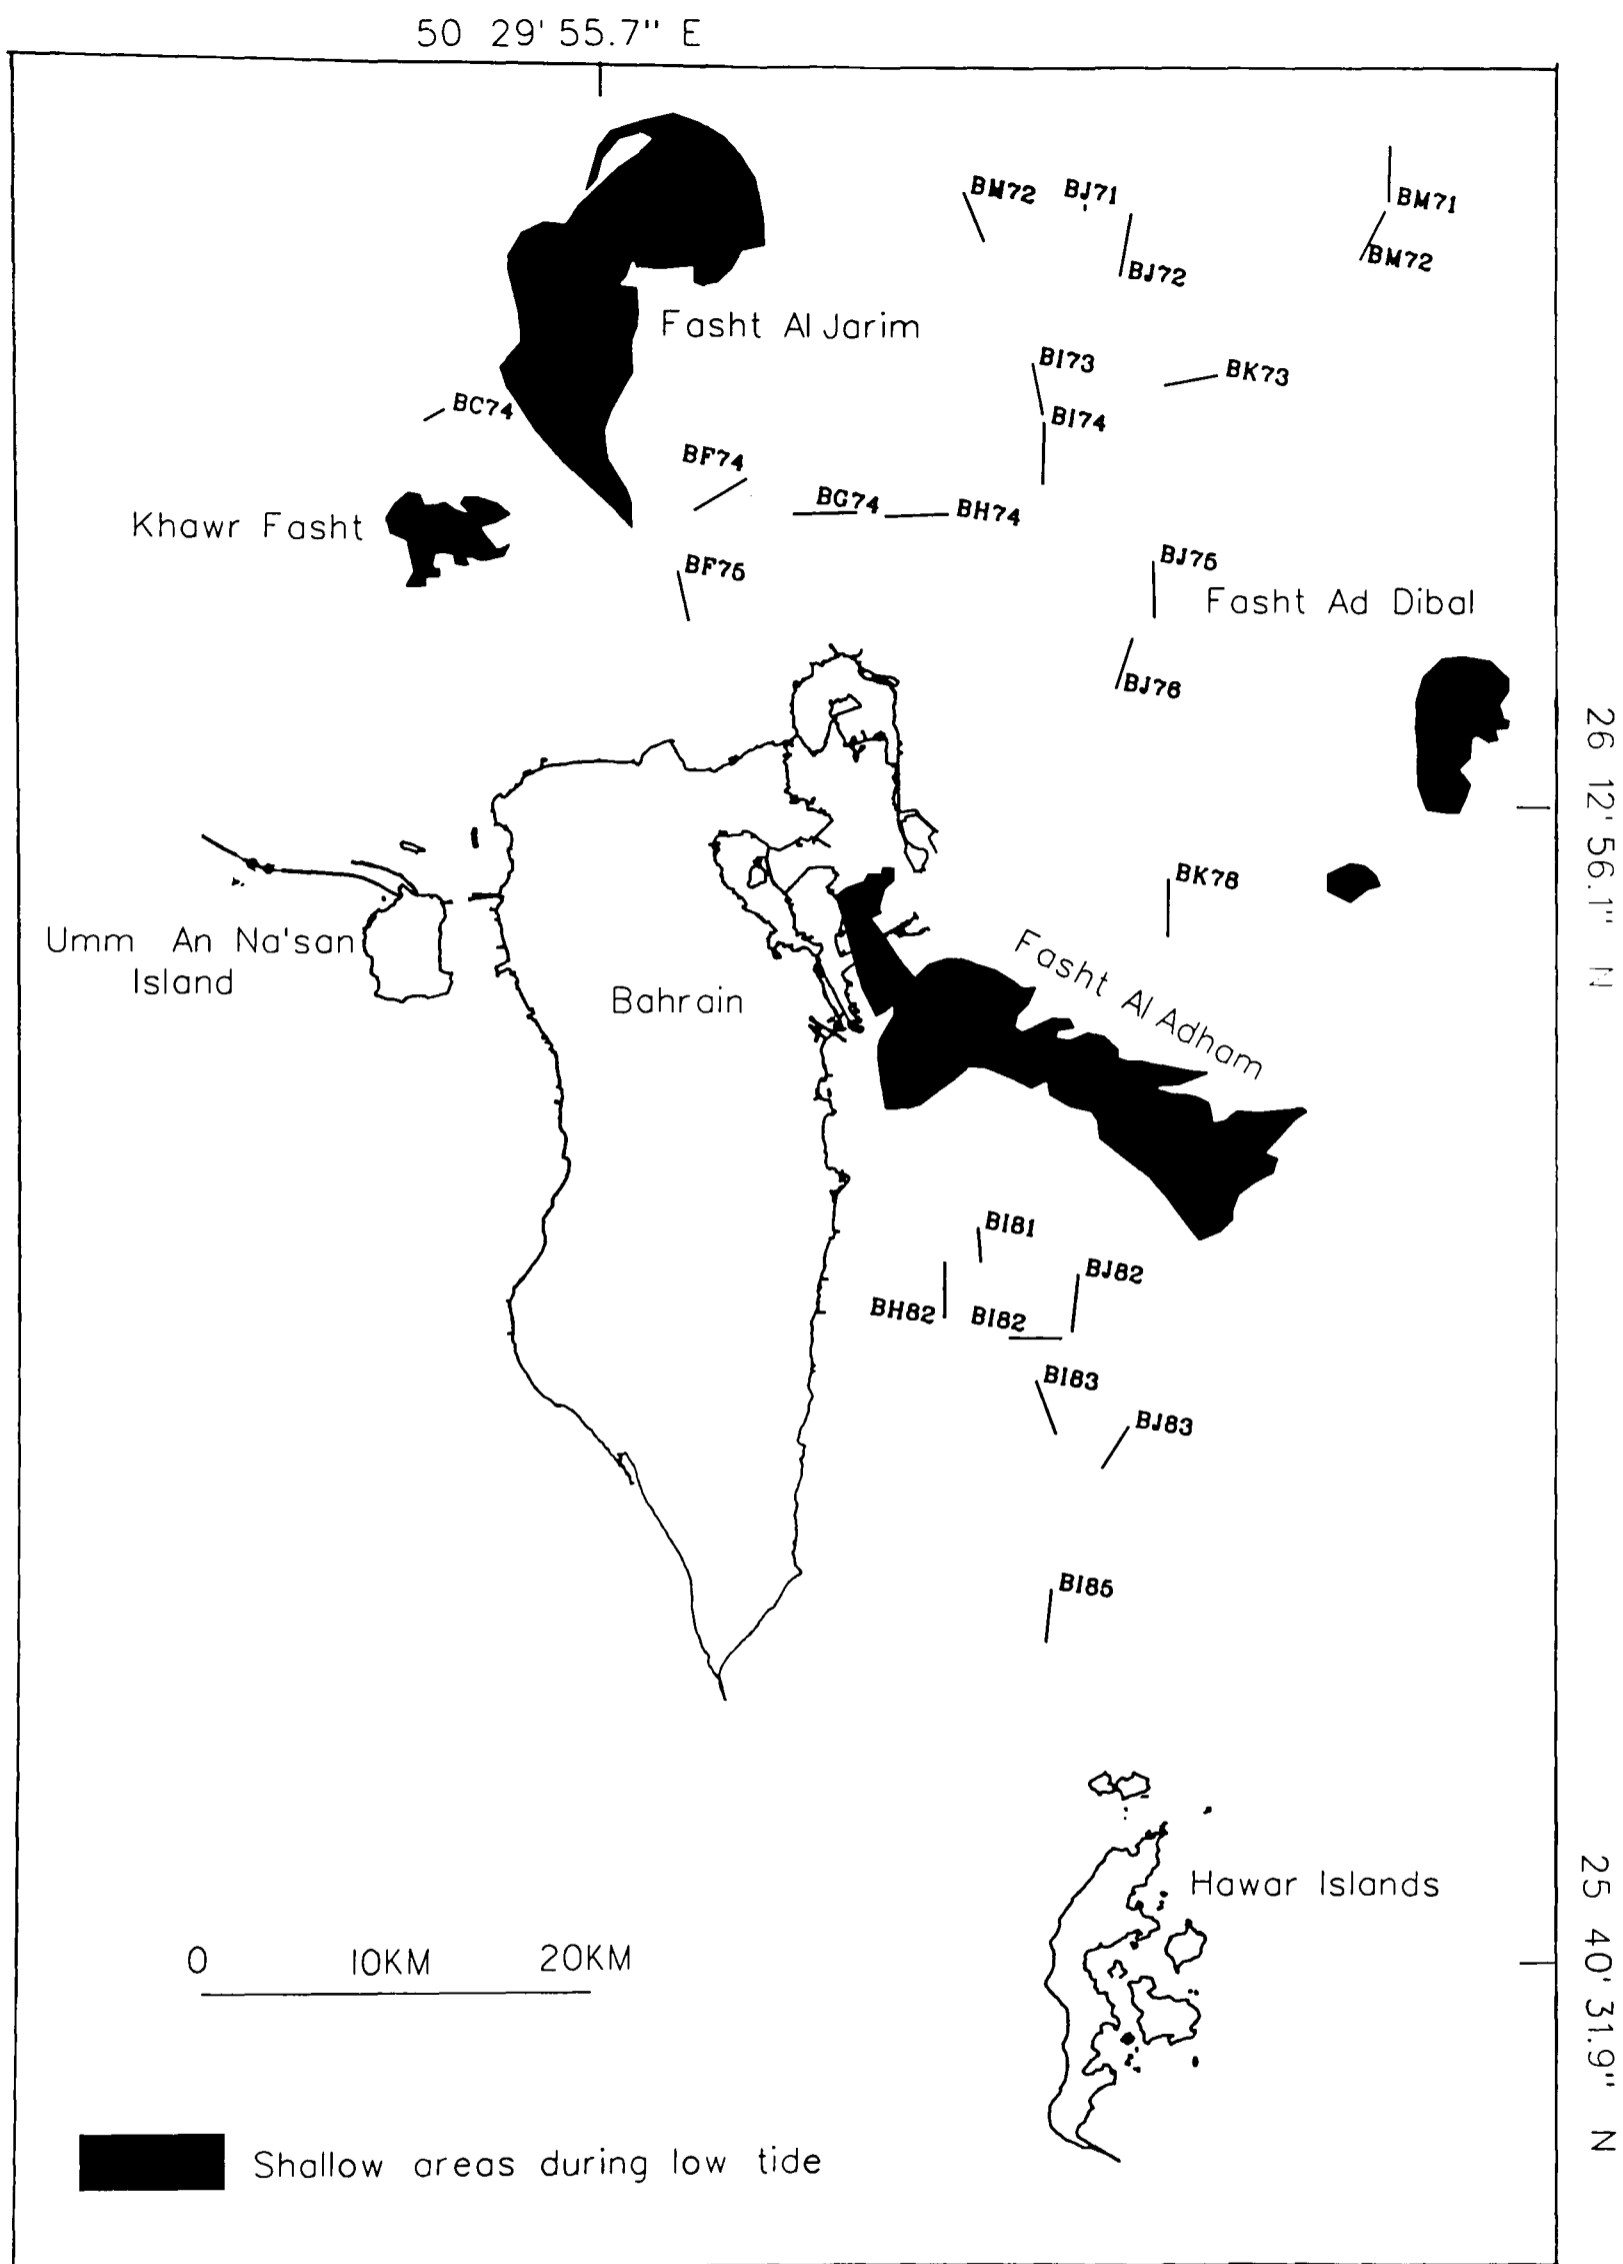 50 29' 55.7" E
BM72
BJ71
BM71
BM72
BJ72
Fasht Al Jarim
BI73
BK73
BC74
BI74
BF74
BG74
BH74
Khawr Fasht
BF75
BJ75
Fasht Ad Dibal
BJ76
26 12' 56.1" N
BK78
Umm An Na'san
Island
Bahrain
Fasht Al Adham
BI81
BJ82
BH82
BI82
BI83
BJ83
BI85
Hawar Islands
0 10KM 20KM
25 40' 31.9" N
Shallow areas during low tide